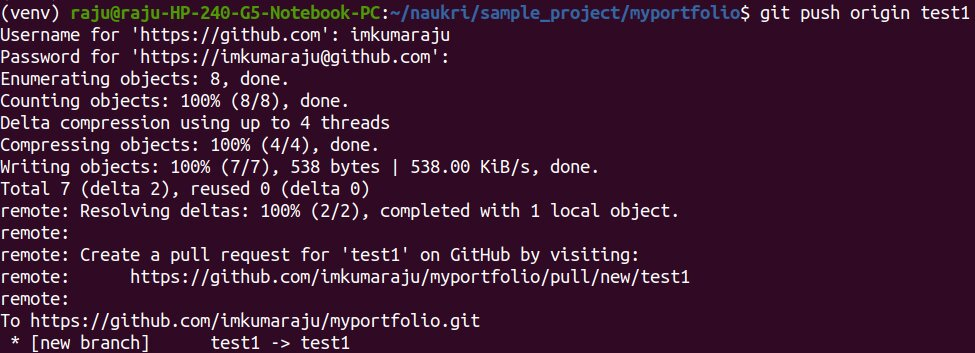 (venv) raju@raju-HP-240-G5-Notebook-PC:~/naukri/sample_project/myportfolio$ git push origin test1
Username for 'https://github.com': imkumaraju
Password for 'https://imkumaraju@github.com':
Enumerating objects: 8, done.
Counting objects: 100% (8/8), done.
Delta compression using up to 4 threads
Compressing objects: 100% (4/4), done.
Writing objects: 100% (7/7), 538 bytes | 538.00 KiB/s, done.
Total 7 (delta 2), reused 0 (delta 0)
remote: Resolving deltas: 100% (2/2), completed with 1 local object.
remote:
remote: Create a pull request for 'test1' on GitHub by visiting:
remote:      https://github.com/imkumaraju/myportfolio/pull/new/test1
remote:
To https://github.com/imkumaraju/myportfolio.git
 * [new branch]      test1 -> test1